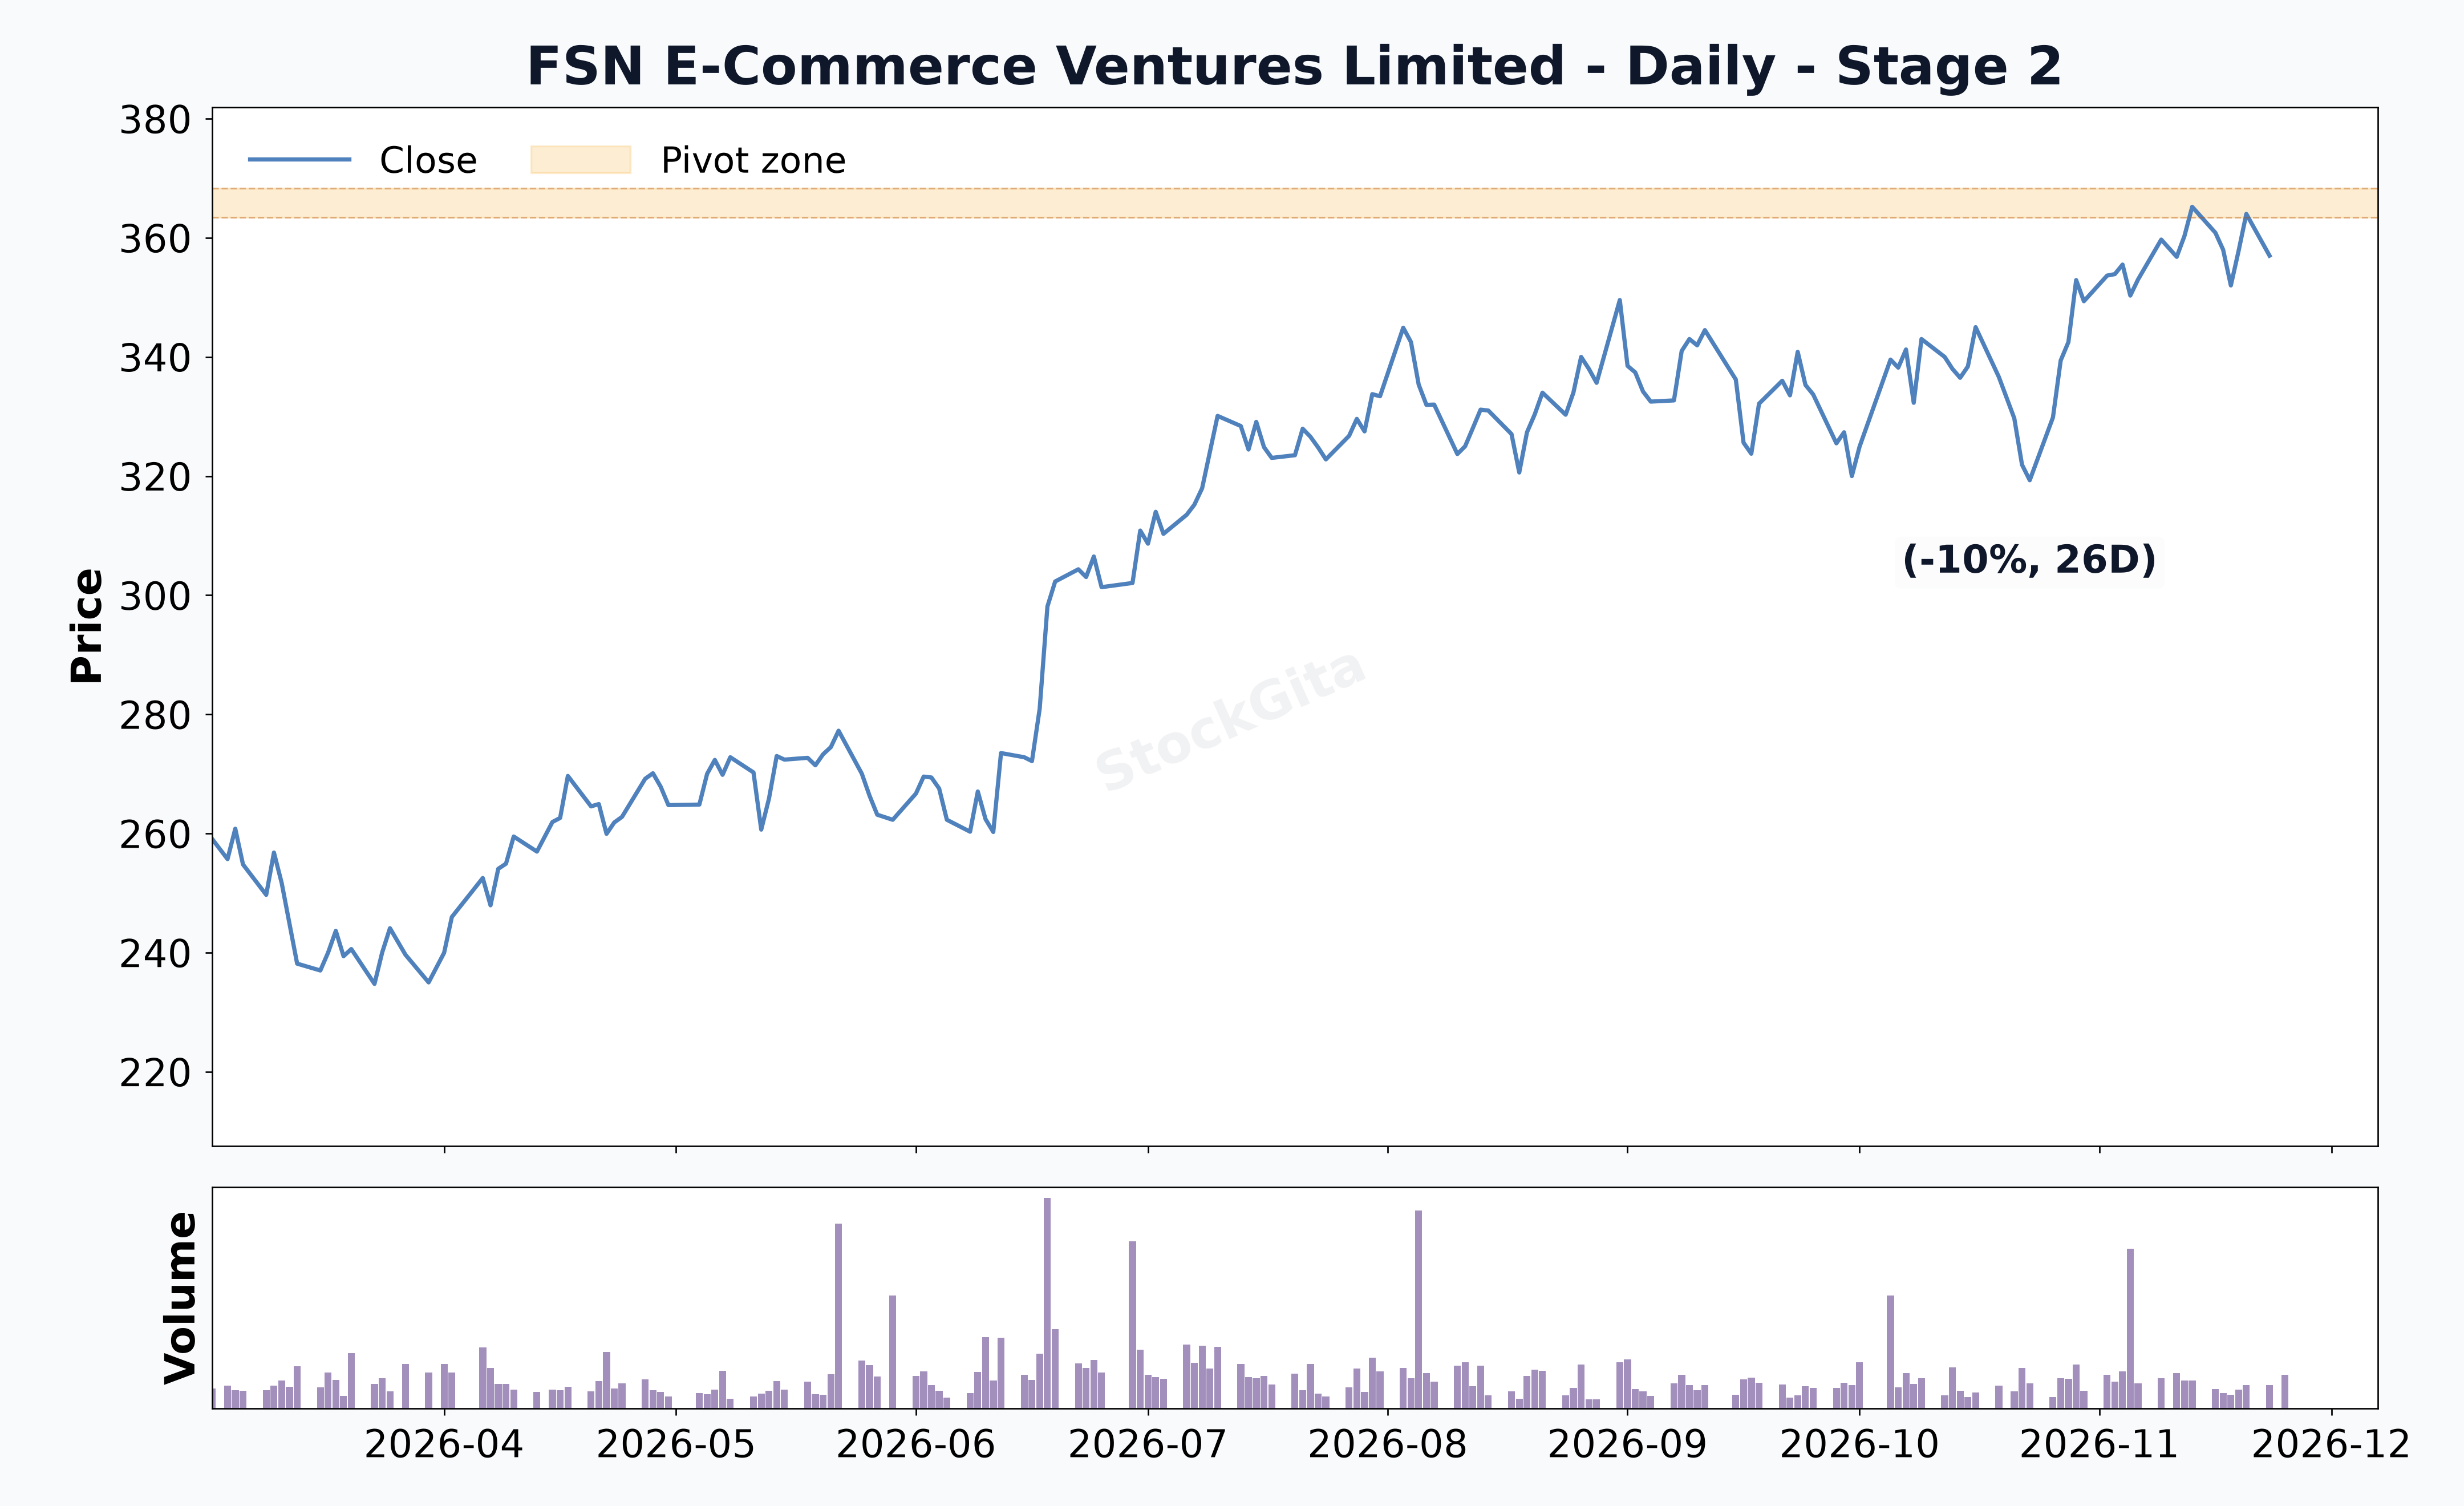 FSN E-Commerce Ventures Limited - Daily - Stage 2
Close
Pivot zone
Price
380
360
340
320
300
280
260
240
220
(-10%, 26D)
StockGita
Volume
2026-04
2026-05
2026-06
2026-07
2026-08
2026-09
2026-10
2026-11
2026-12